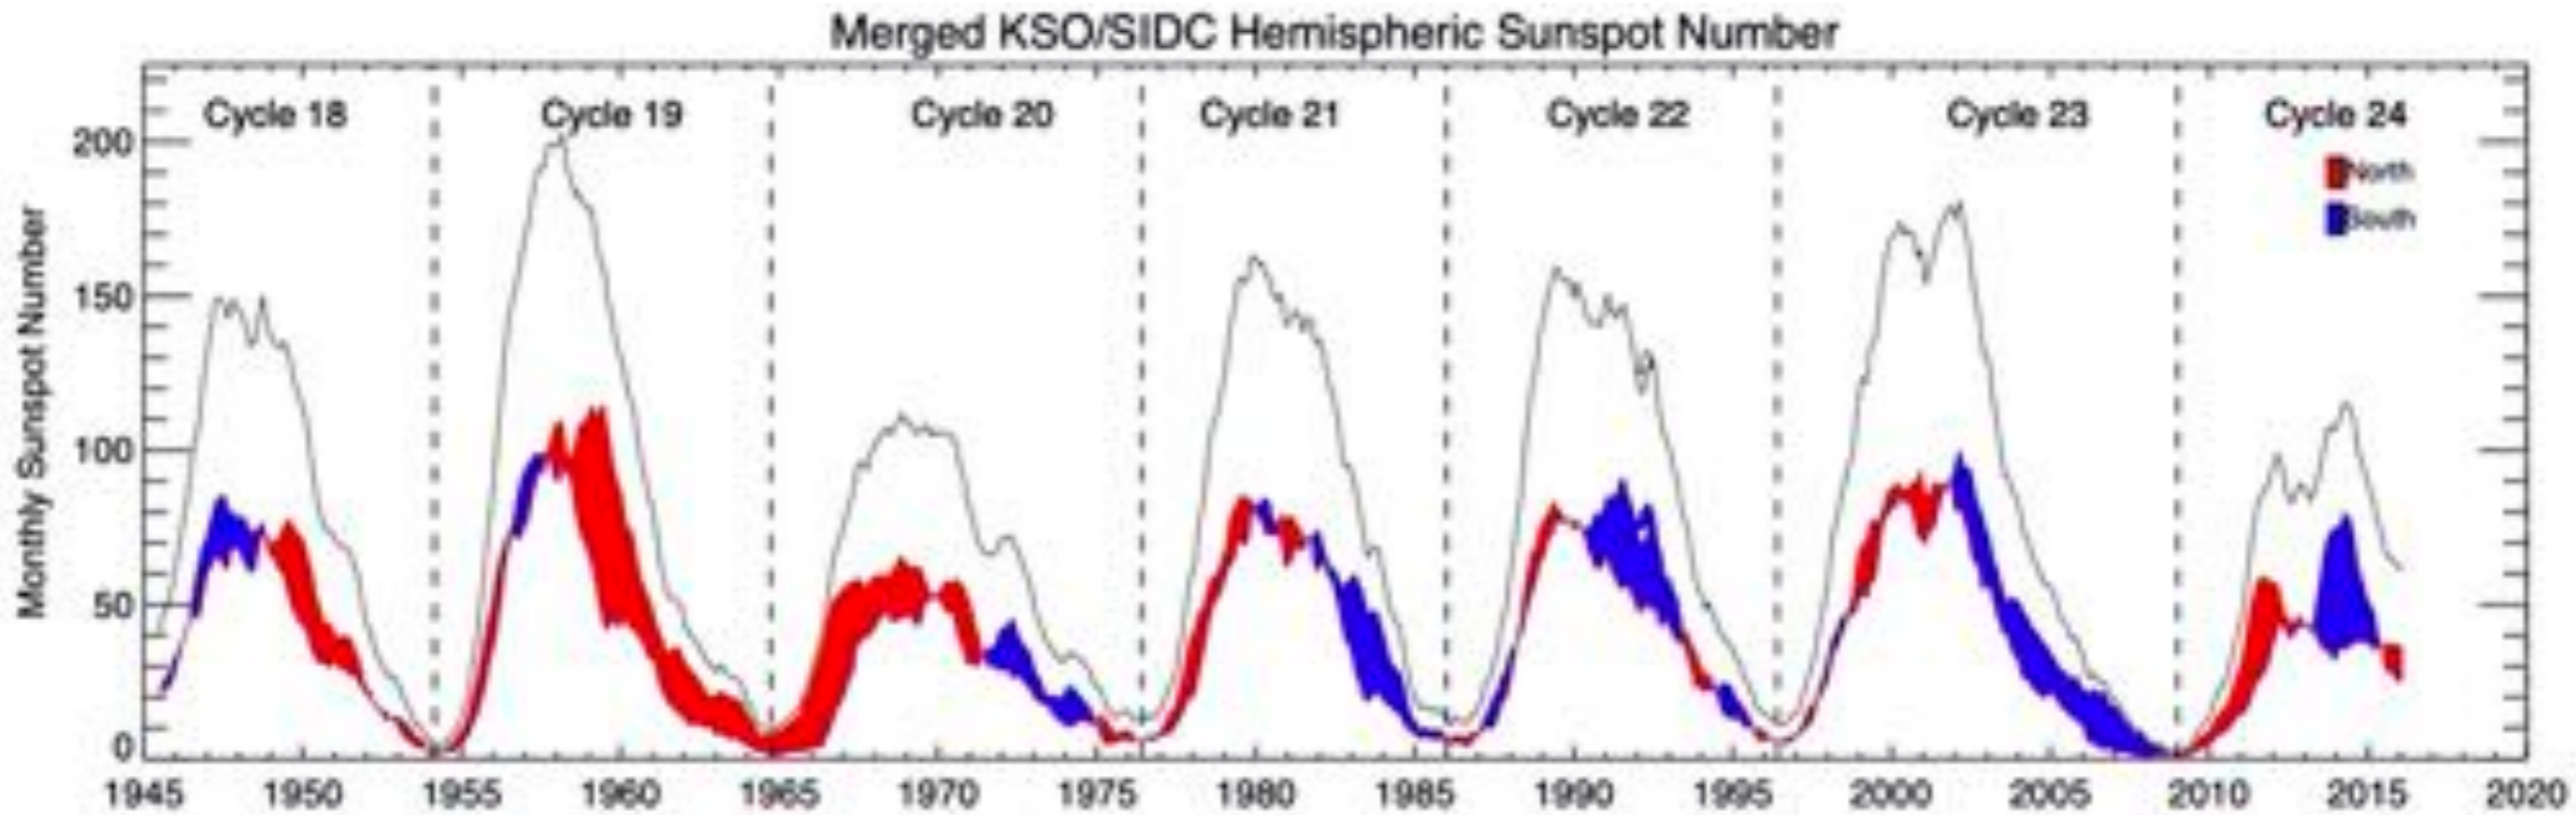 Merged KSO/SIDC Hemispheric Sunspot Number
Cycle 18 Cycle 19 Cycle 20 Cycle 21 Cycle 22 Cycle 23 Cycle 24
North
South
Monthly Sunspot Number
200
150
100
50
0
1945 1950 1955 1960 1965 1970 1975 1980 1985 1990 1995 2000 2005 2010 2015 2020